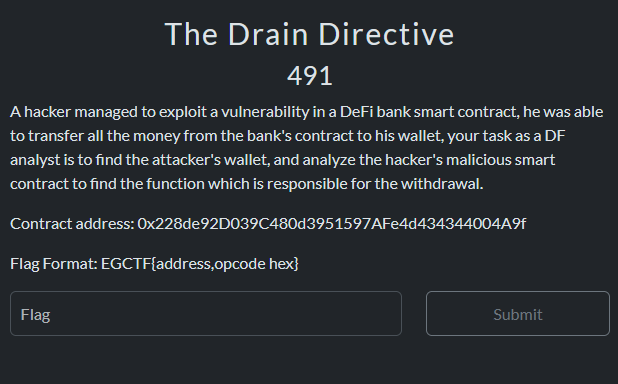 The Drain Directive
491
A hacker managed to exploit a vulnerability in a DeFi bank smart contract, he was able
to transfer all the money from the bank's contract to his wallet, your task as a DF
analyst is to find the attacker's wallet, and analyze the hacker's malicious smart
contract to find the function which is responsible for the withdrawal.
Contract address: 0x228de92D039C480d3951597AFe4d434344004A9f
Flag Format: EGCTF{address,opcode hex}
Flag
Submit